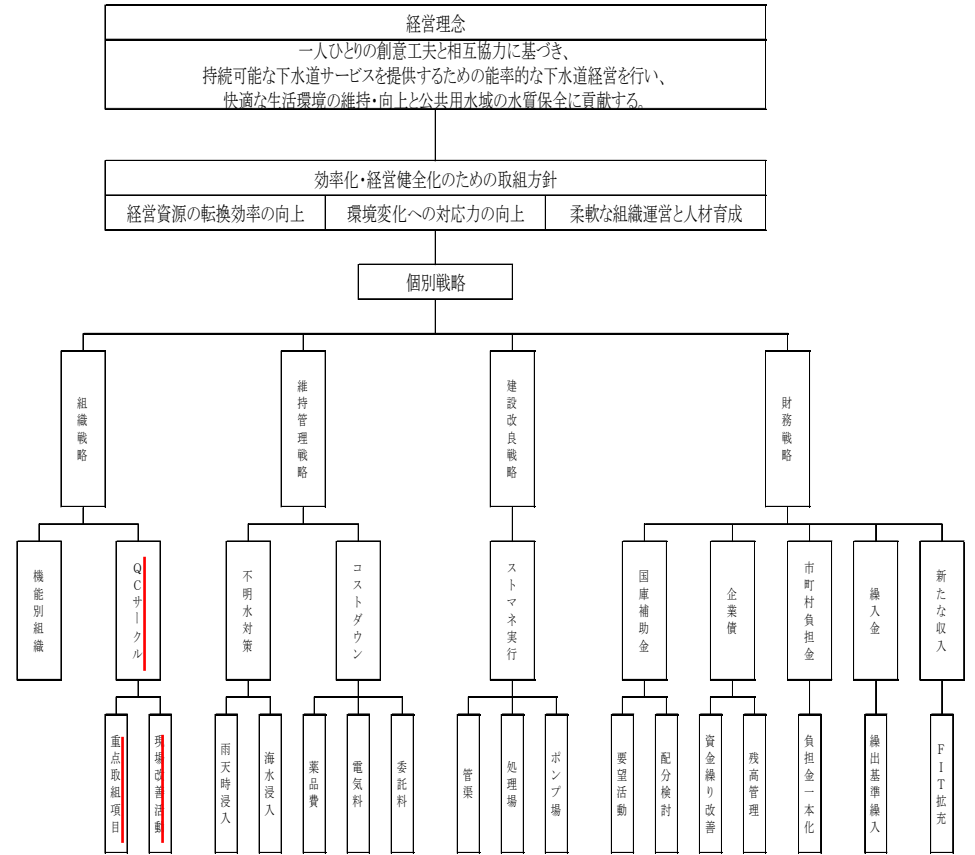 経営理念
一人ひとりの創意工夫と相互協力に基づき、
持続可能な下水道サービスを提供するための能率的な下水道経営を行い、
快適な生活環境の維持・向上と公共用水域の水質保全に貢献する。
効率化・経営健全化のための取組方針
経営資源の転換効率の向上
環境変化への対応力の向上
柔軟な組織運営と人材育成
個別戦略
組織戦略
維持管理戦略
建設改良戦略
財務戦略
機能別組織
QCサークル
不明水対策
コストダウン
ストマネ実行
国庫補助金
企業債
市町村負担金
繰入金
新たな収入
重点取組項目
現場改善活動
雨天時浸入
海水浸入
薬品費
電気料
委託料
管渠
処理場
ポンプ場
要望活動
配分検討
資金繰り改善
残高管理
負担金一本化
繰出基準繰入
FIT拡充